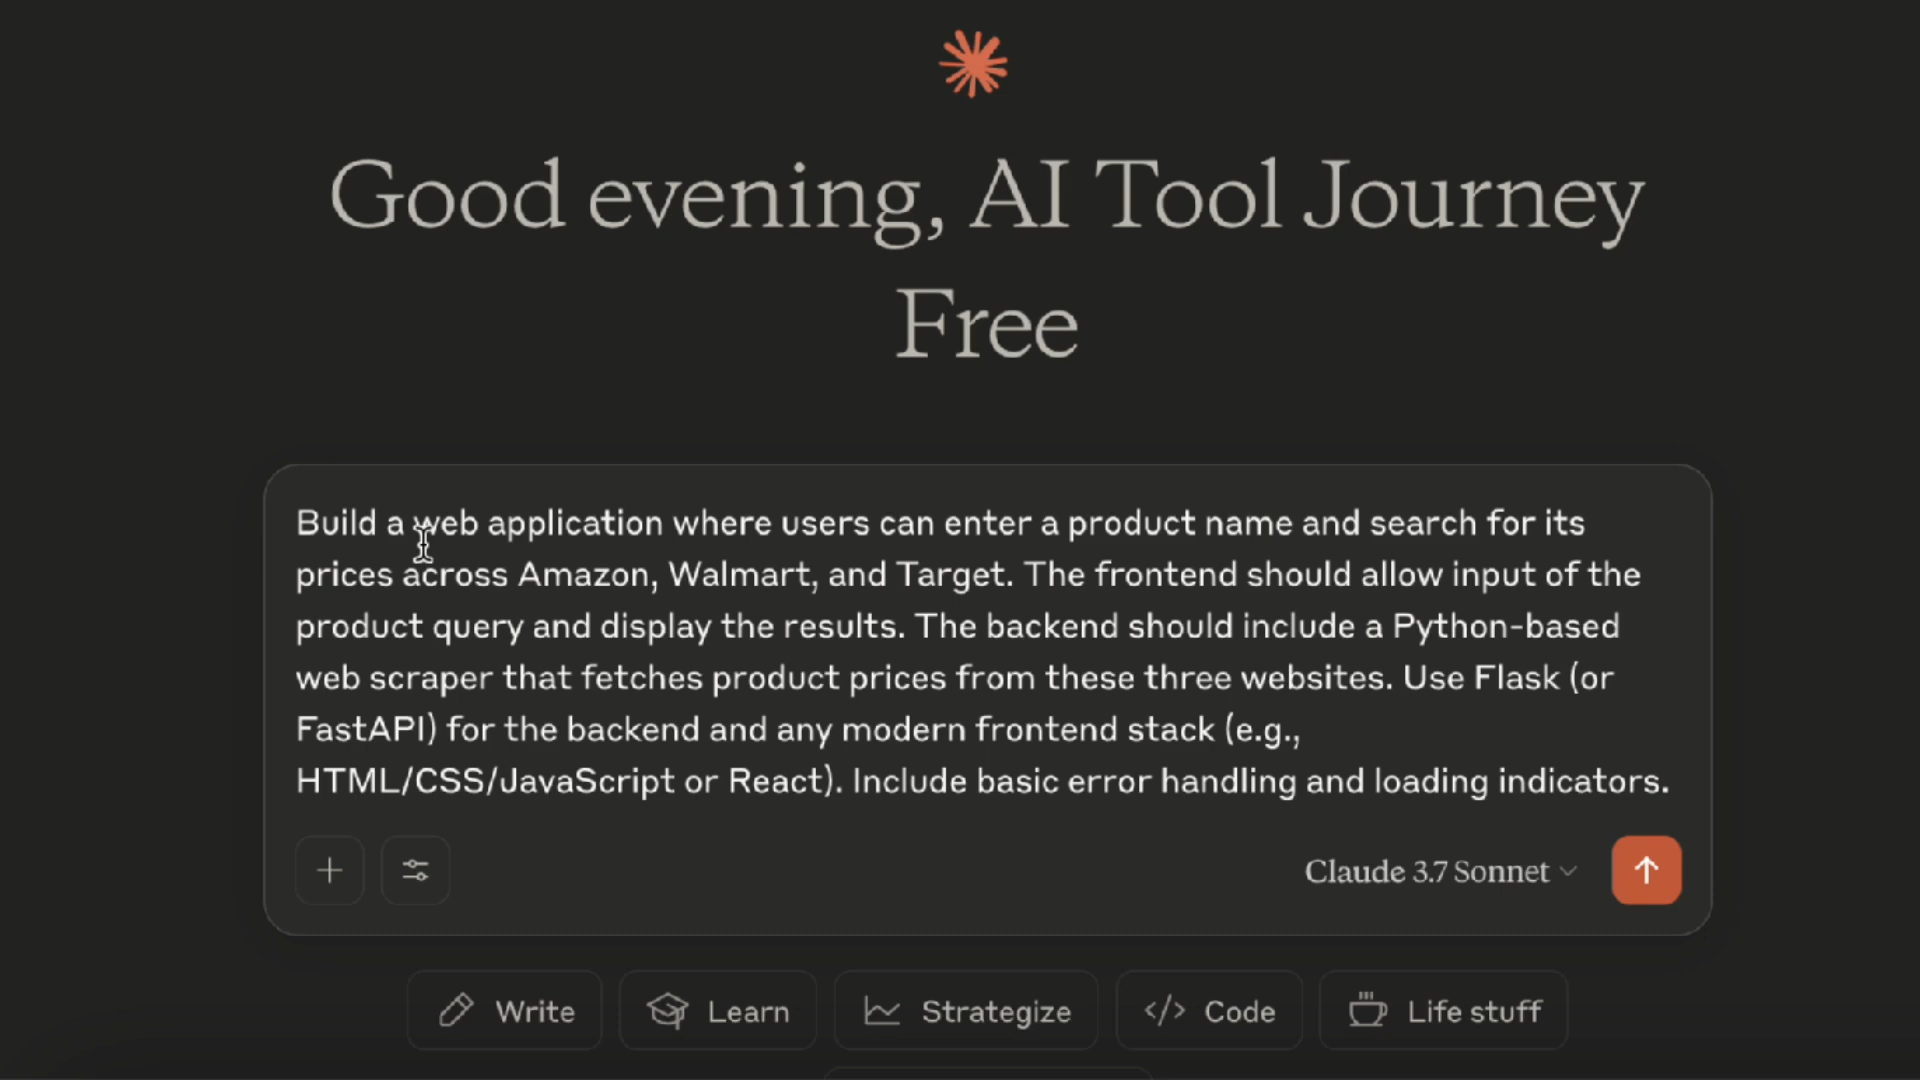 Good evening, AI Tool Journey
Free
Build a web application where users can enter a product name and search for its
prices across Amazon, Walmart, and Target. The frontend should allow input of the
product query and display the results. The backend should include a Python-based
web scraper that fetches product prices from these three websites. Use Flask (or
FastAPI) for the backend and any modern frontend stack (e.g.,
HTML/CSS/JavaScript or React). Include basic error handling and loading indicators.
Claude 3.7 Sonnet
Write
Learn
Strategize
Code
Life stuff